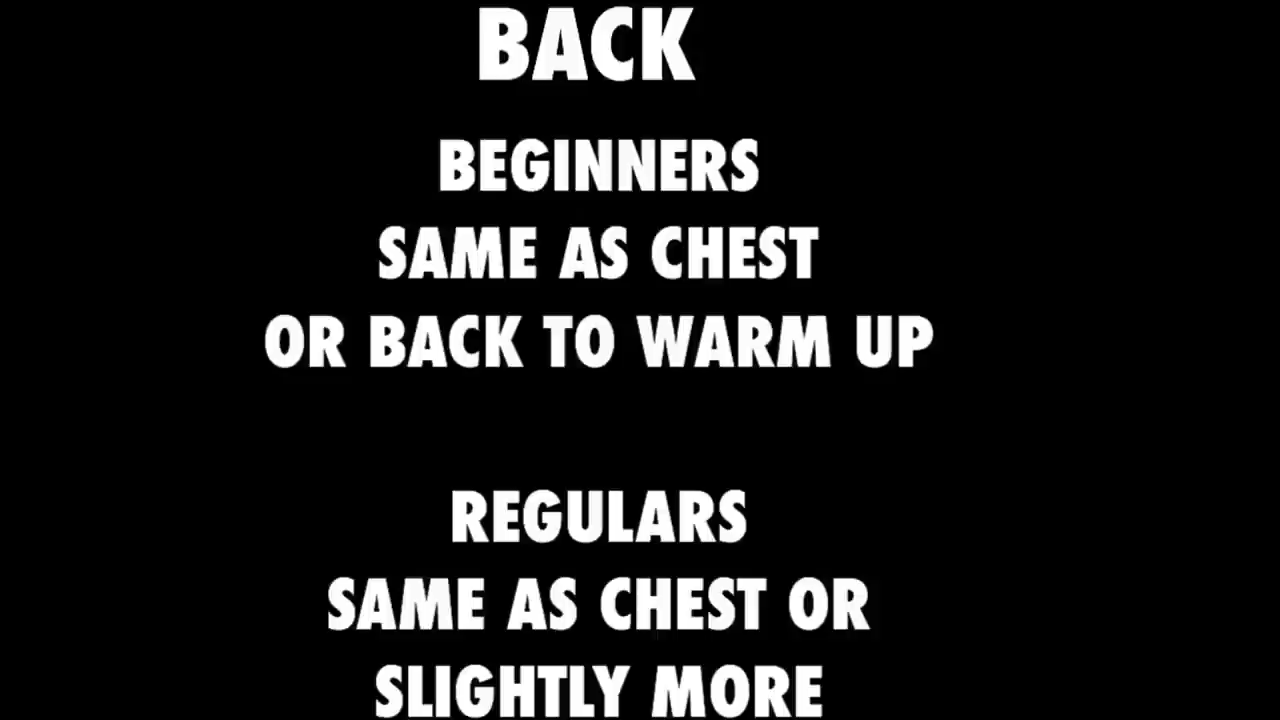 BACK
BEGINNERS
SAME AS CHEST
OR BACK TO WARM UP
REGULARS
SAME AS CHEST OR
SLIGHTLY MORE